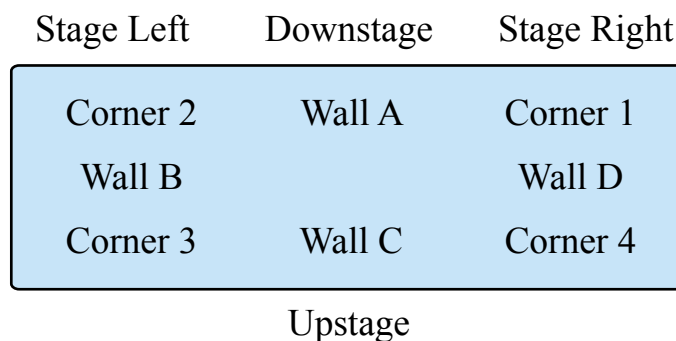 Stage Left Downstage Stage Right
Corner 2 Wall A Corner 1
Wall B Wall D
Corner 3 Wall C Corner 4
Upstage